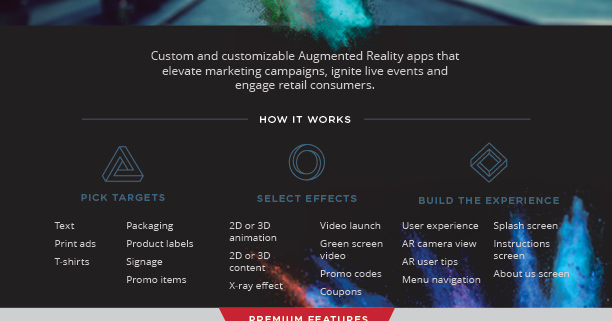 Custom and customizable Augmented Reality apps that
elevate marketing campaigns, ignite live events and
engage retail consumers.
HOW IT WORKS
PICK TARGETS
Text
Print ads
T-shirts
Packaging
Product labels
Signage
Promo items
SELECT EFFECTS
2D or 3D
animation
2D or 3D
content
X-ray effect
Video launch
Green screen
video
Promo codes
Coupons
BUILD THE EXPERIENCE
User experience
AR camera view
AR user tips
Menu navigation
Splash screen
Instructions
screen
About us screen
PREMIUM FEATURES